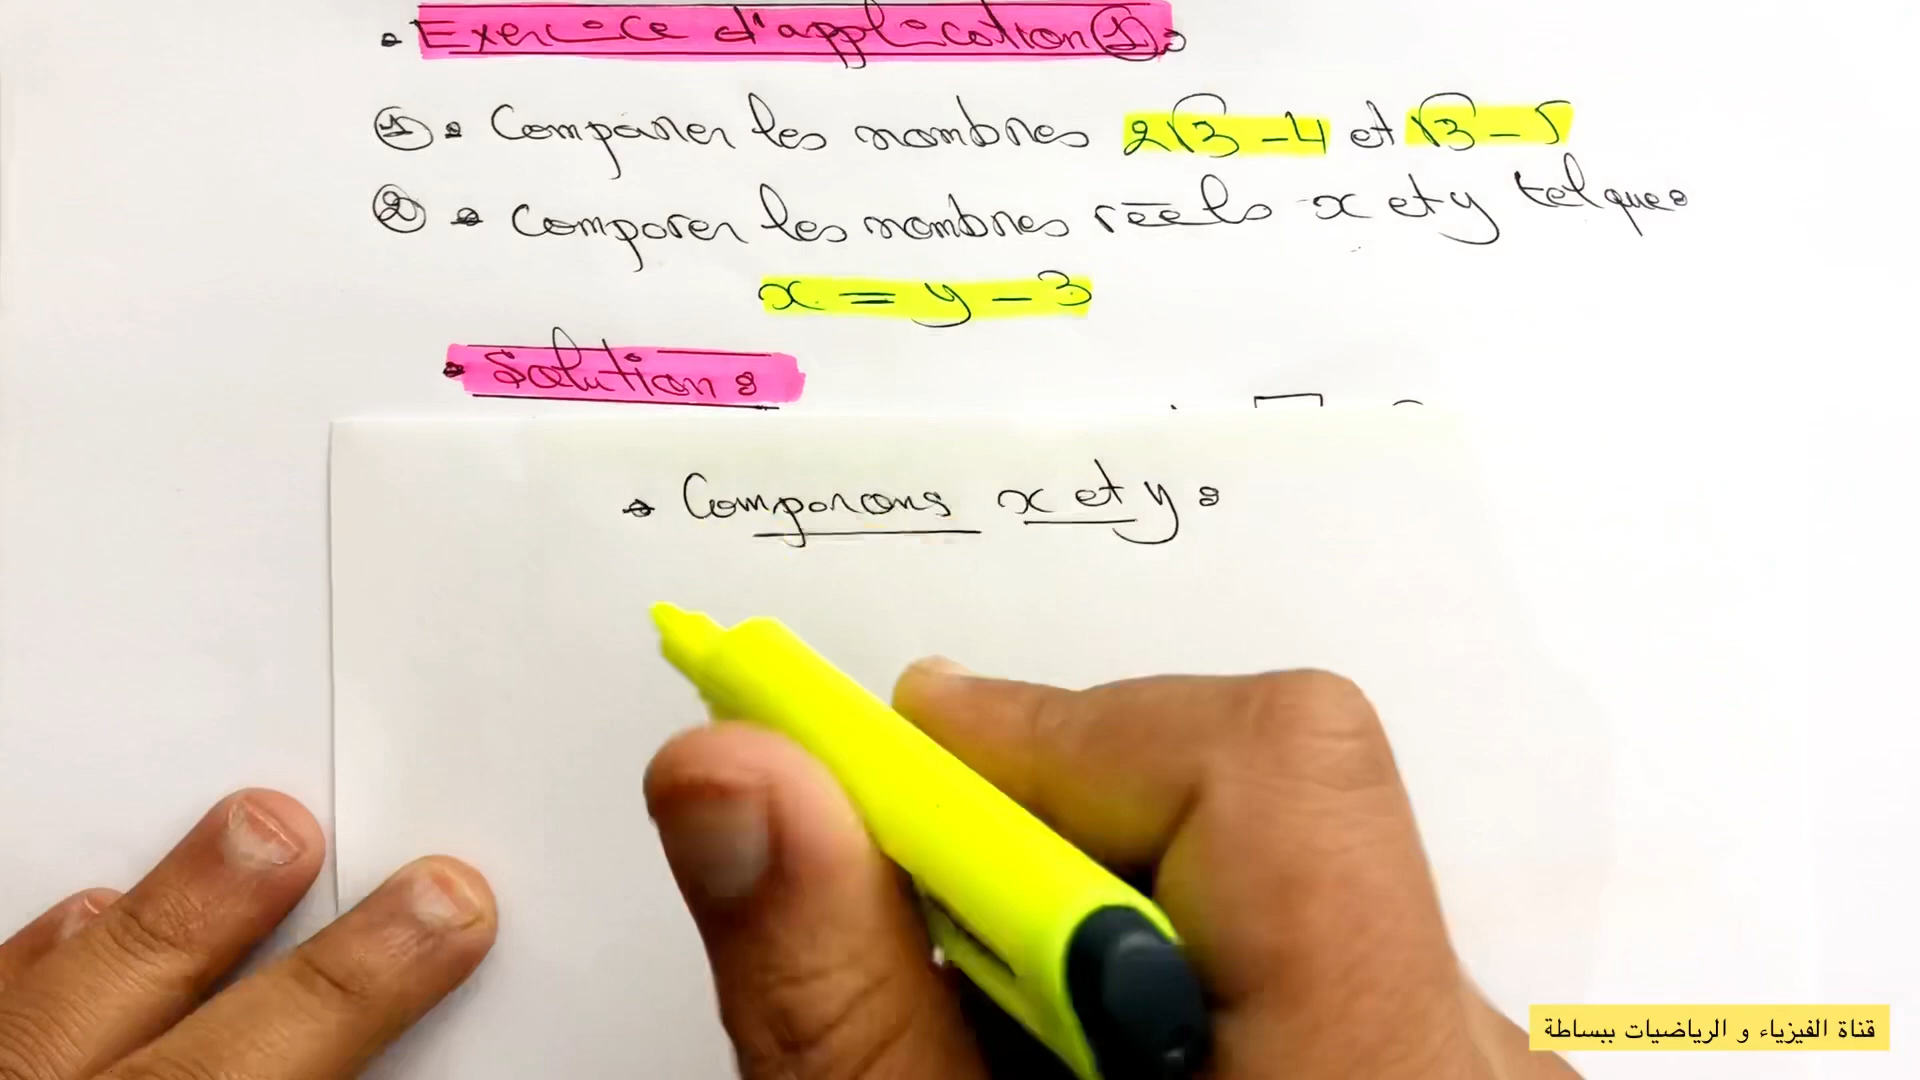 • Exercice d'application ① :
① • Comparer les nombres 2√3 - 4 et √3 - 5
② • Comparer les nombres réels x et y tel que :
x = y - 3
• Solution :
• Comparons x et y :
قناة الفيزياء و الرياضيات ببساطة